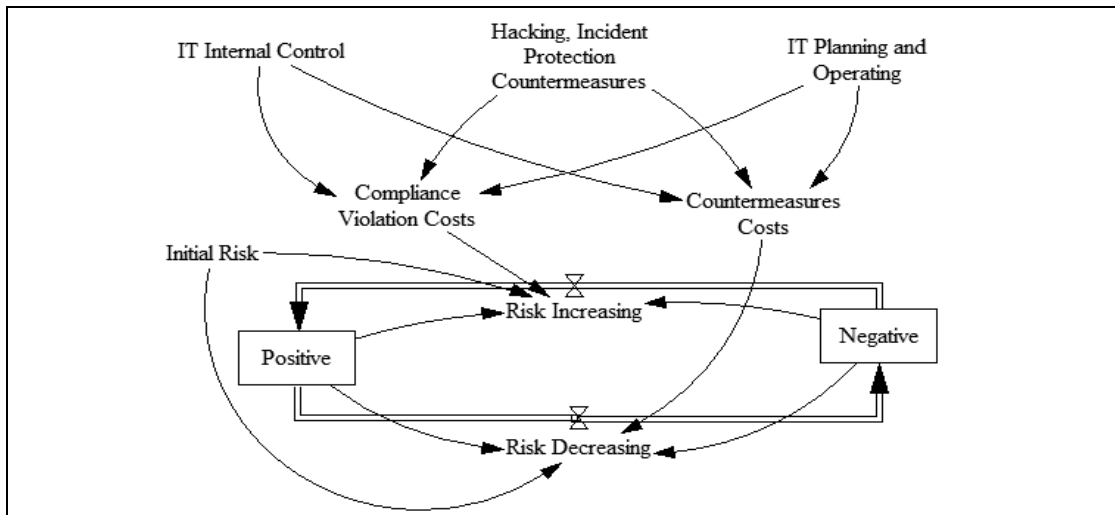 IT Internal Control
Hacking, Incident
Protection
Countermeasures
IT Planning and
Operating
Compliance
Violation Costs
Countermeasures
Costs
Initial Risk
Risk Increasing
Positive
Negative
Risk Decreasing